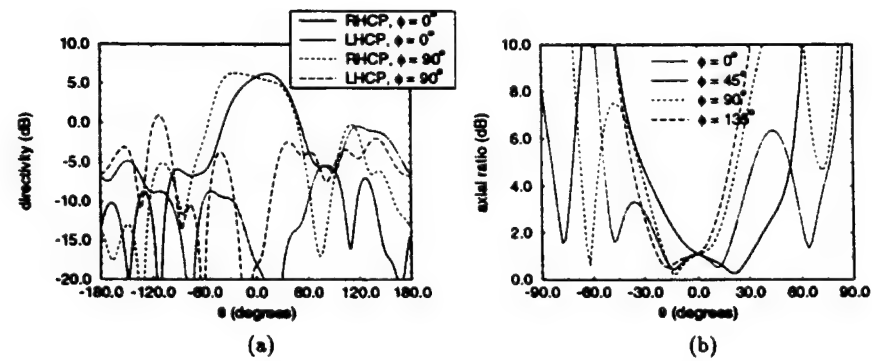 RHCP, ϕ = 0°
LHCP, ϕ = 0°
RHCP, ϕ = 90°
LHCP, ϕ = 90°
10.0
5.0
0.0
-5.0
-10.0
-15.0
-20.0
directivity (dB)
-180.0 -120.0 -60.0 0.0 60.0 120.0 180.0
θ (degrees)
(a)
10.0
8.0
6.0
4.0
2.0
0.0
axial ratio (dB)
ϕ = 0°
ϕ = 45°
ϕ = 90°
ϕ = 135°
-90.0 -60.0 -30.0 0.0 30.0 60.0 90.0
θ (degrees)
(b)